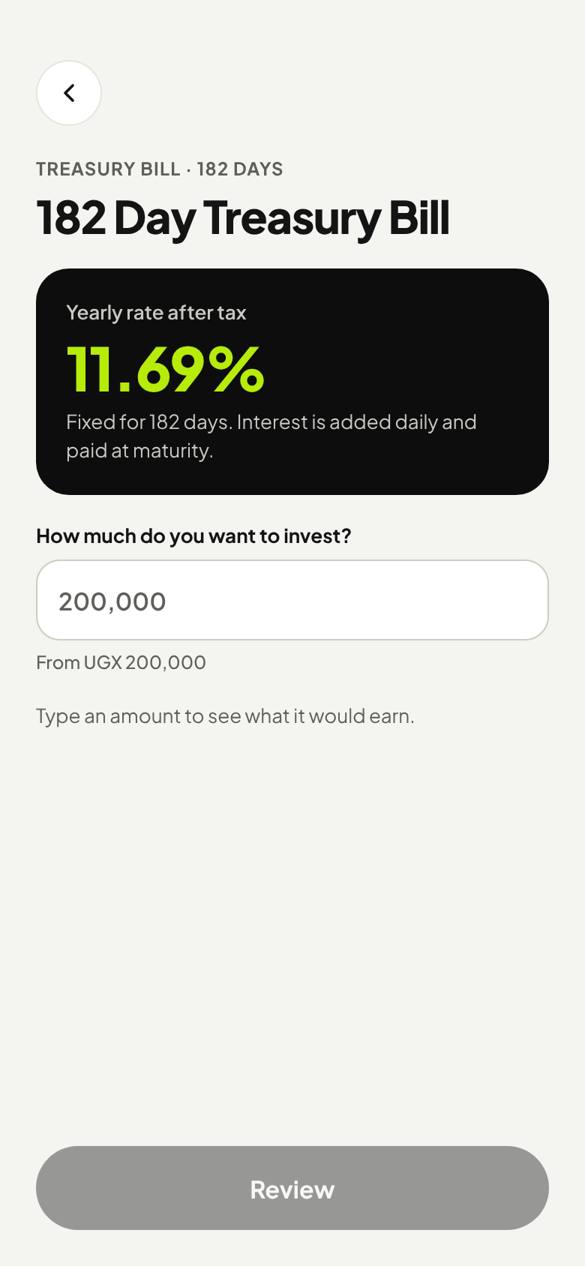 TREASURY BILL · 182 DAYS
182 Day Treasury Bill
Yearly rate after tax
11.69%
Fixed for 182 days. Interest is added daily and
paid at maturity.
How much do you want to invest?
200,000
From UGX 200,000
Type an amount to see what it would earn.
Review